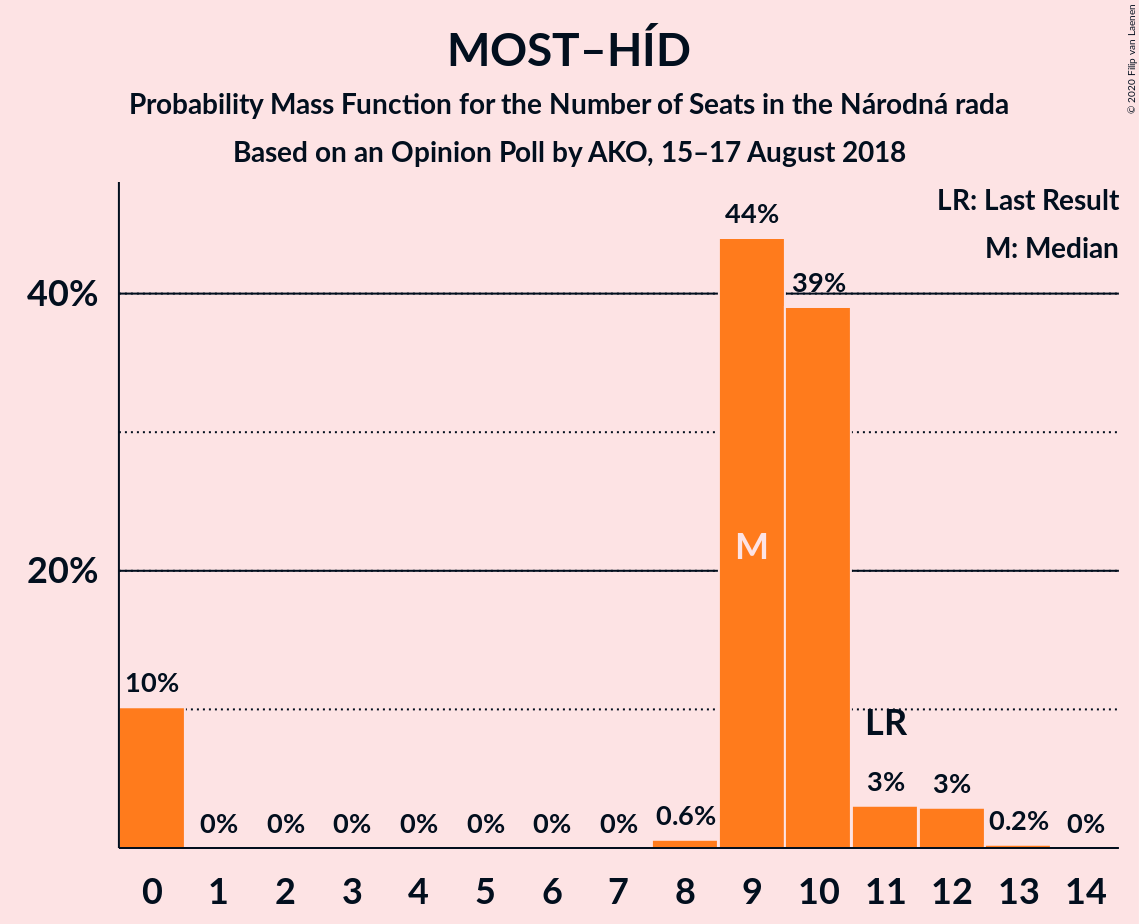 MOST–HÍD
Probability Mass Function for the Number of Seats in the Národná rada
Based on an Opinion Poll by AKO, 15–17 August 2018
© 2020 Filip van Laenen
LR: Last Result
M: Median
44%
40%
39%
M
20%
10%
LR
0% 0% 0% 0% 0% 0% 0% 0.6% 3% 3% 0.2% 0%
0 1 2 3 4 5 6 7 8 9 10 11 12 13 14